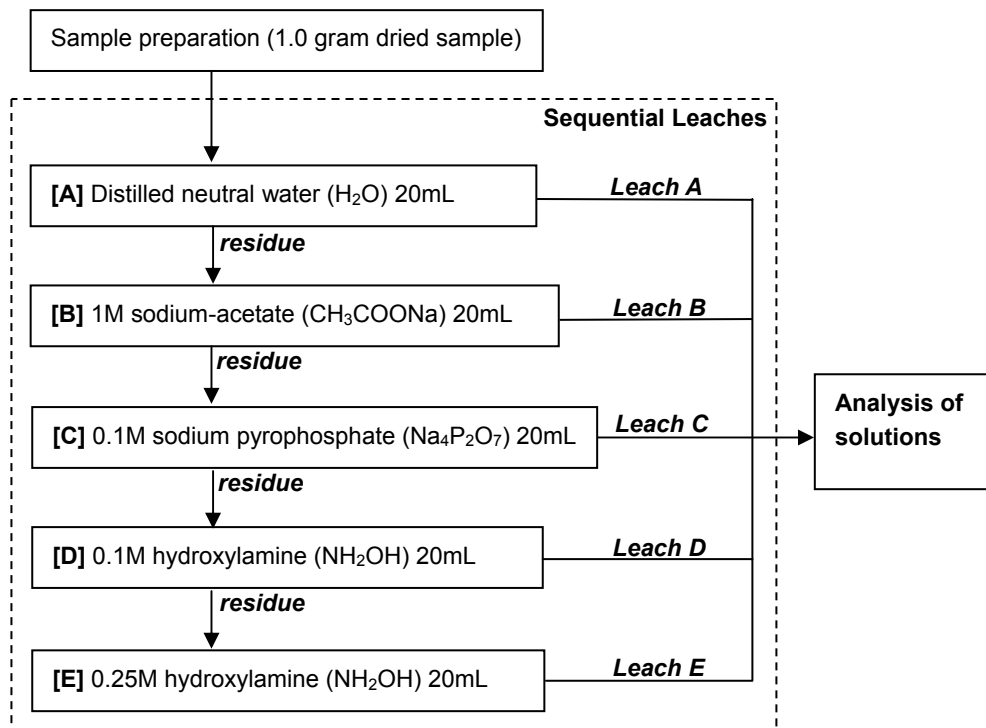 Sample preparation (1.0 gram dried sample)
Sequential Leaches
[A] Distilled neutral water (H₂O) 20mL
Leach A
residue
[B] 1M sodium-acetate (CH₃COONa) 20mL
Leach B
residue
[C] 0.1M sodium pyrophosphate (Na₄P₂O₇) 20mL
Leach C
residue
[D] 0.1M hydroxylamine (NH₂OH) 20mL
Leach D
residue
[E] 0.25M hydroxylamine (NH₂OH) 20mL
Leach E
Analysis of
solutions